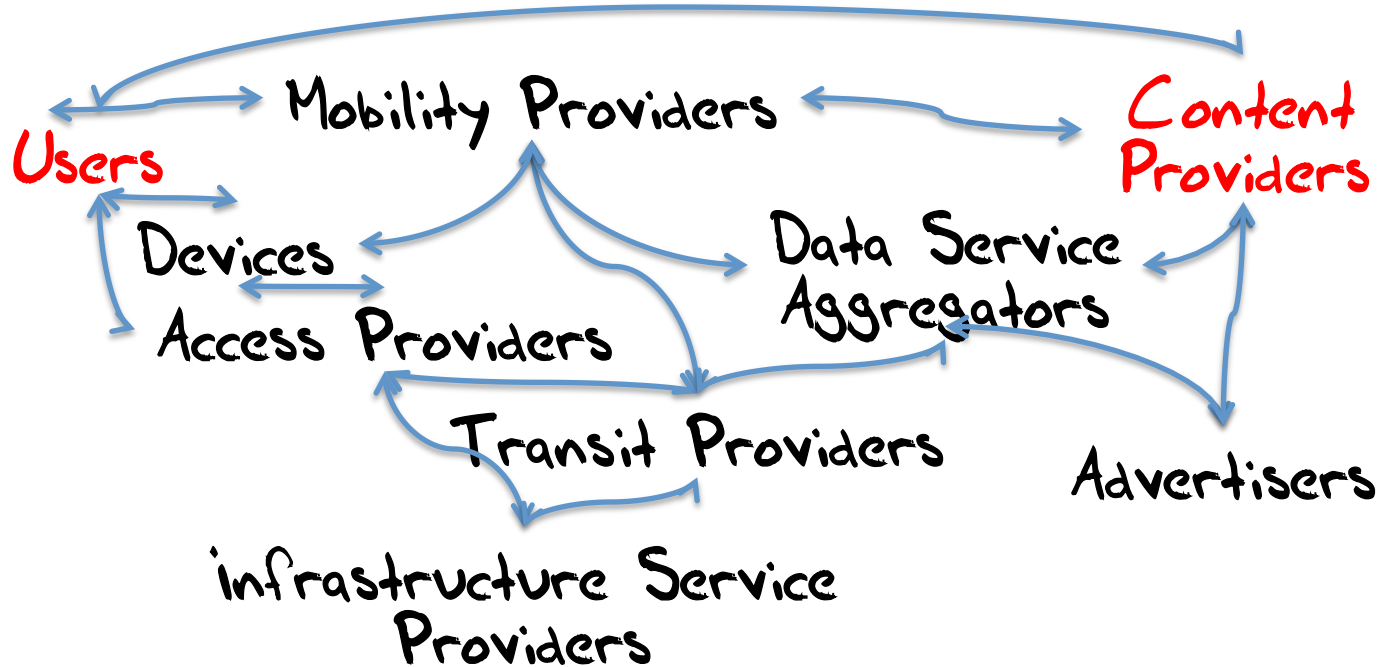 Mobility Providers
Content
Providers
Users
Devices
Data Service
Aggregators
Access Providers
Transit Providers
Advertisers
infrastructure Service
Providers